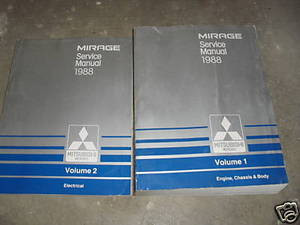 MIRAGE
Service
Manual
1988
MITSUBISHI
MOTORS
Volume 2
Electrical
MIRAGE
Service
Manual
1988
MITSUBISHI
MOTORS
Volume 1
Engine, Chassis & Body